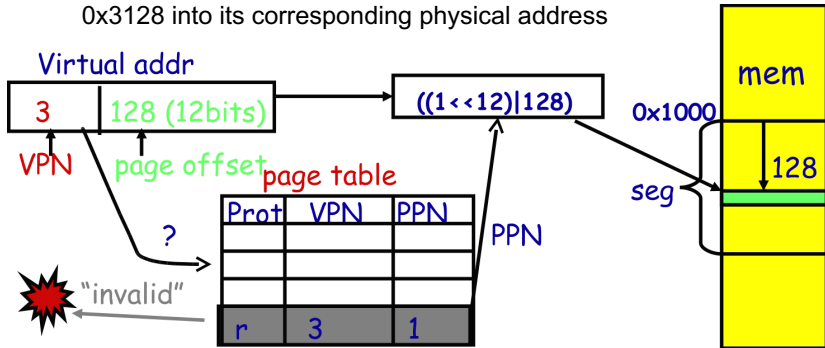 0x3128 into its corresponding physical address
Virtual addr
3 128 (12bits)
VPN page offset
((1<<12)|128)
mem
0x1000
128
seg
page table
Prot VPN PPN
?
PPN
"invalid"
r 3 1